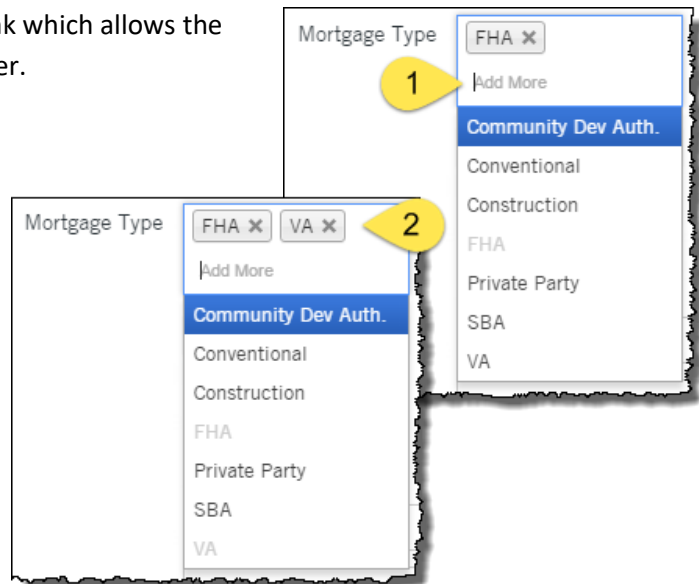 which allows the
Mortgage Type
FHA ×
1
Add More
Community Dev Auth.
Conventional
Construction
FHA
Private Party
SBA
VA
Mortgage Type
FHA × VA ×
2
Add More
Community Dev Auth.
Conventional
Construction
FHA
Private Party
SBA
VA